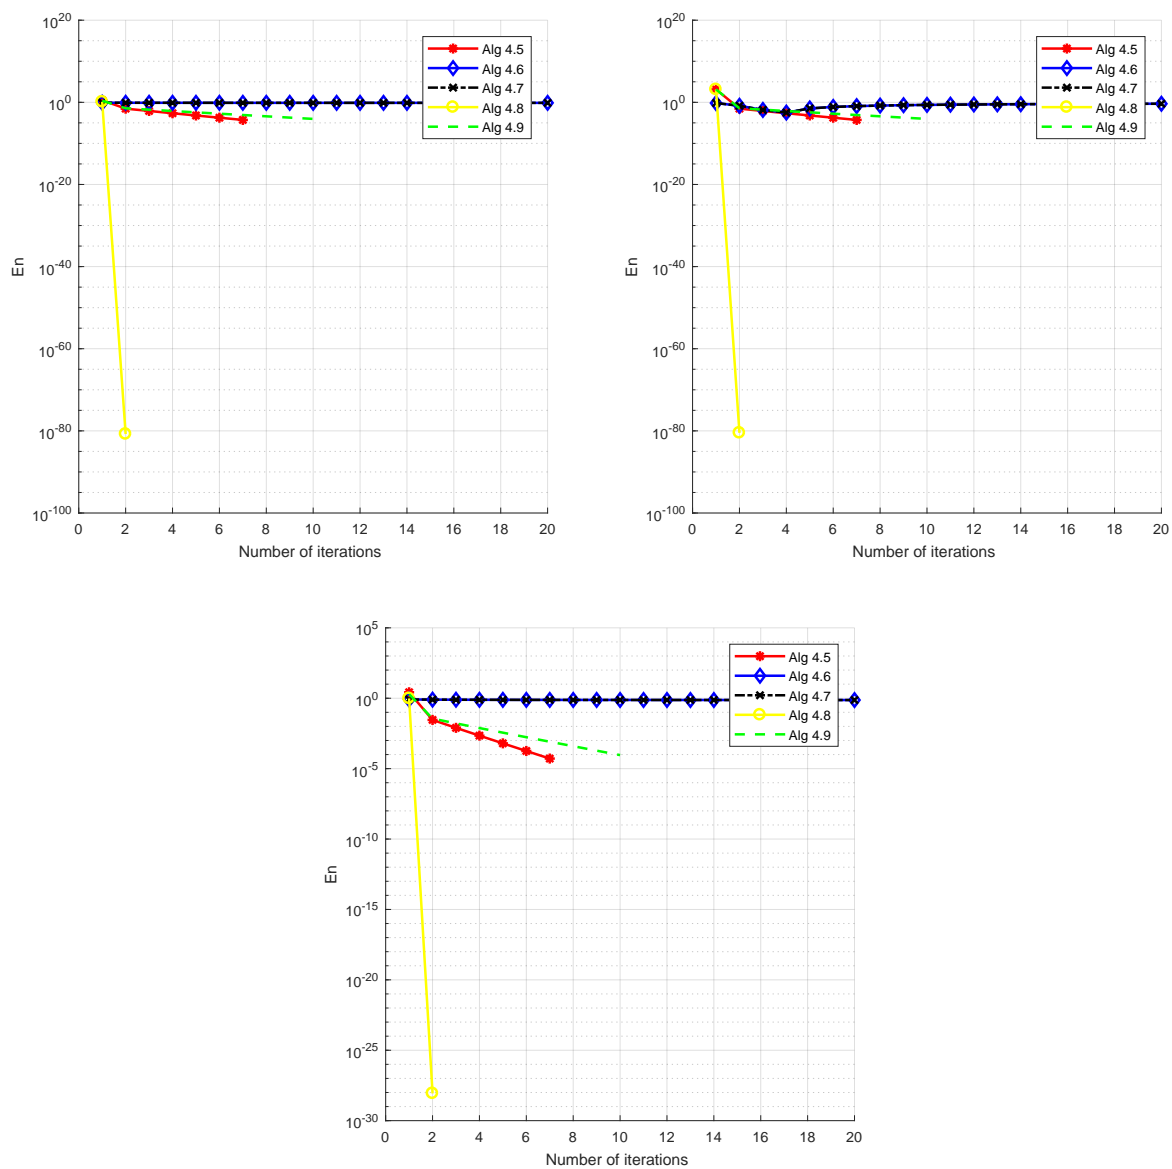 10^20
10^0
10^-20
10^-40
10^-60
10^-80
10^-100
En
0 2 4 6 8 10 12 14 16 18 20
Number of iterations
Alg 4.5
Alg 4.6
Alg 4.7
Alg 4.8
Alg 4.9
10^20
10^0
10^-20
10^-40
10^-60
10^-80
10^-100
En
0 2 4 6 8 10 12 14 16 18 20
Number of iterations
Alg 4.5
Alg 4.6
Alg 4.7
Alg 4.8
Alg 4.9
10^5
10^0
10^-5
10^-10
10^-15
10^-20
10^-25
10^-30
En
0 2 4 6 8 10 12 14 16 18 20
Number of iterations
Alg 4.5
Alg 4.6
Alg 4.7
Alg 4.8
Alg 4.9